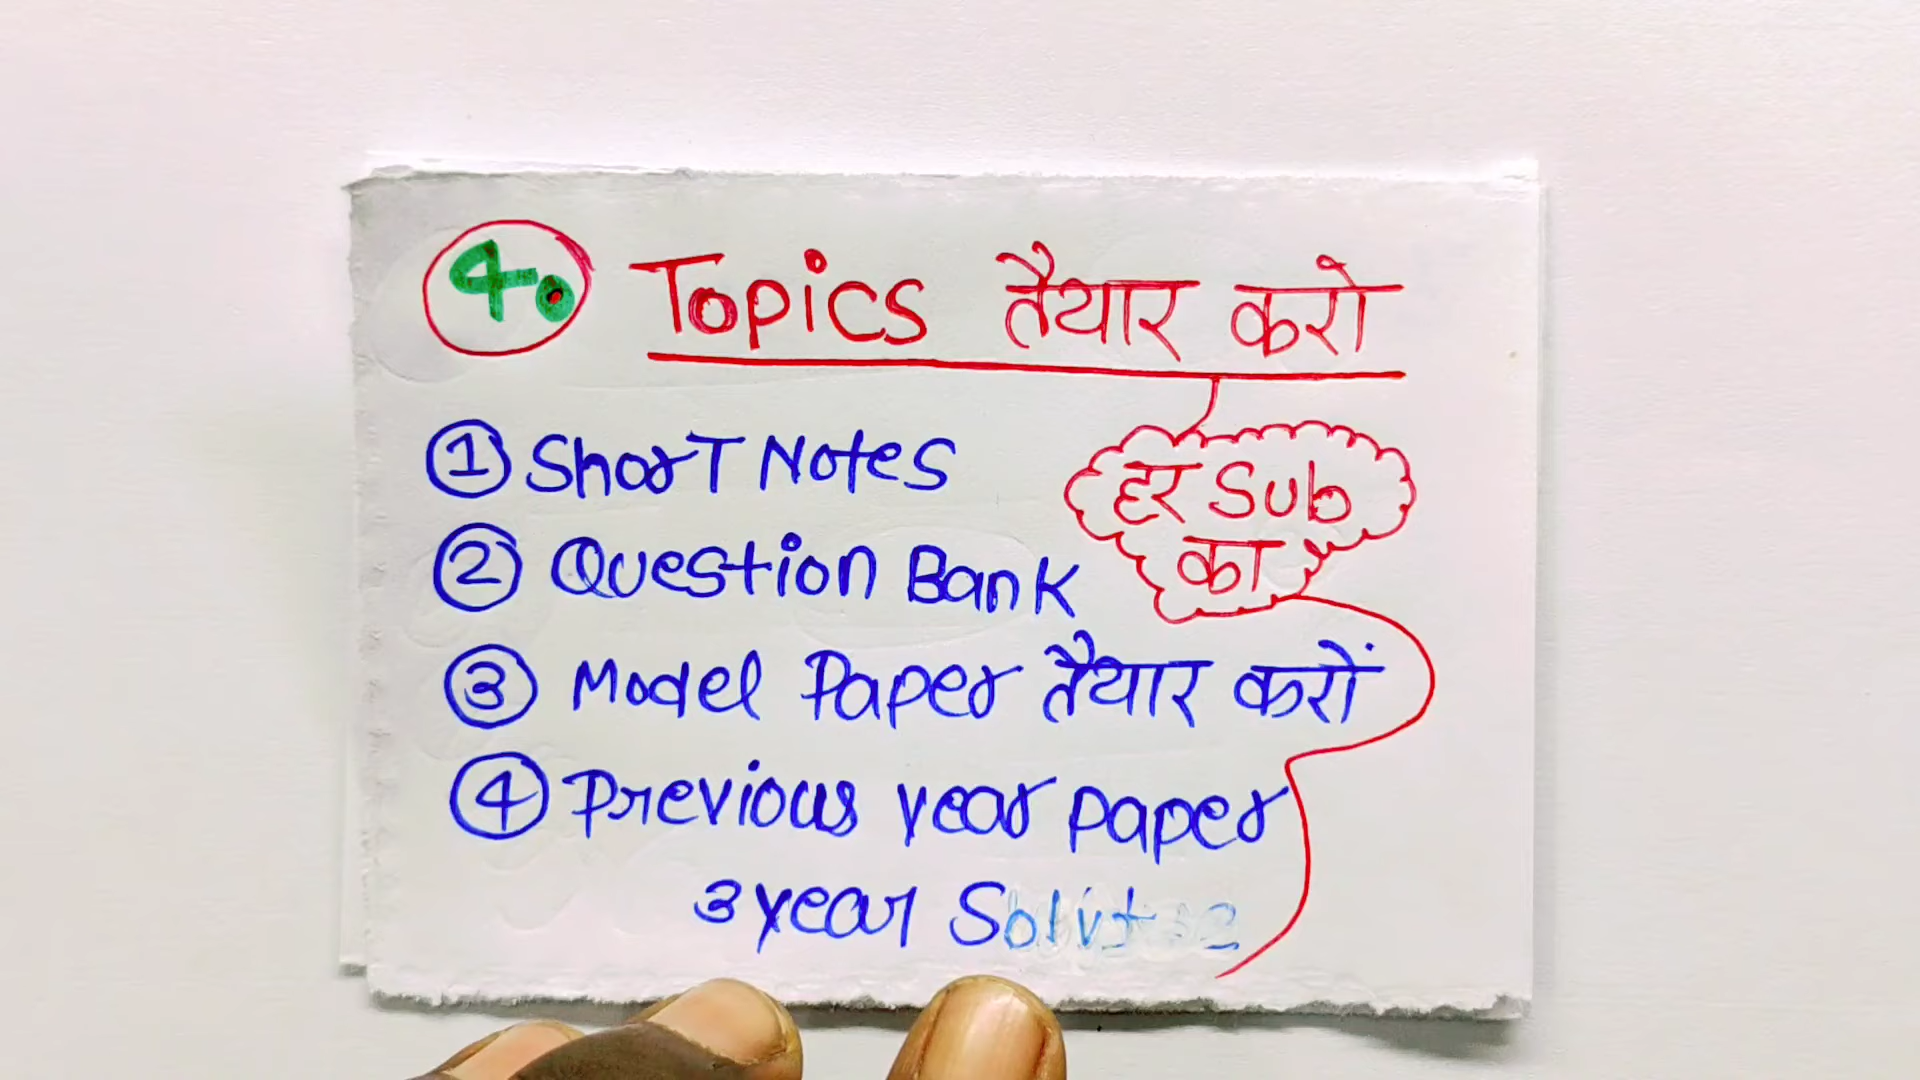 4. Topics तैयार करो
हर Sub
का
① Short Notes
② Question Bank
③ Model Paper तैयार करों
④ Previous year paper
3 year